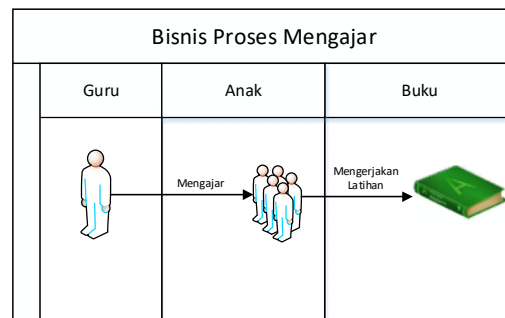 Bisnis Proses Mengajar
Guru
Anak
Buku
Mengajar
Mengerjakan
Latihan
A